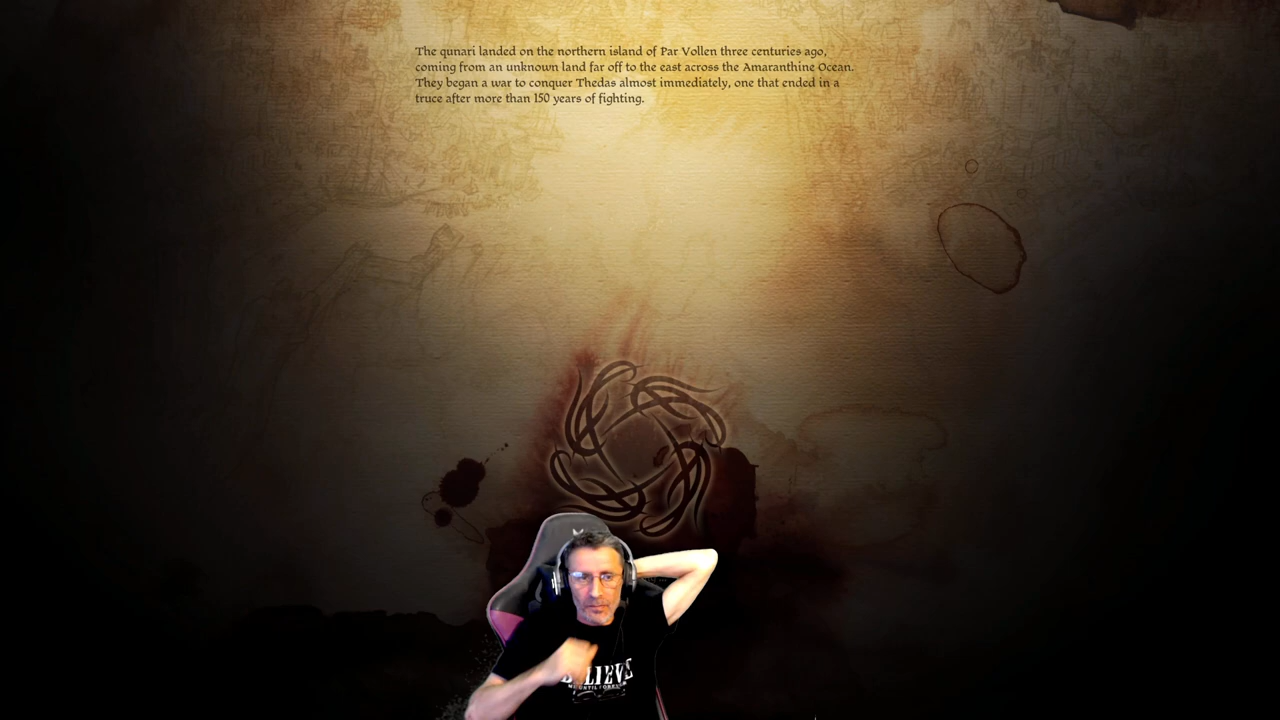 The qunari landed on the northern island of Par Vollen three centuries ago,
coming from an unknown land far off to the east across the Amaranthine Ocean.
They began a war to conquer Thedas almost immediately, one that ended in a
truce after more than 150 years of fighting.
UNTIL